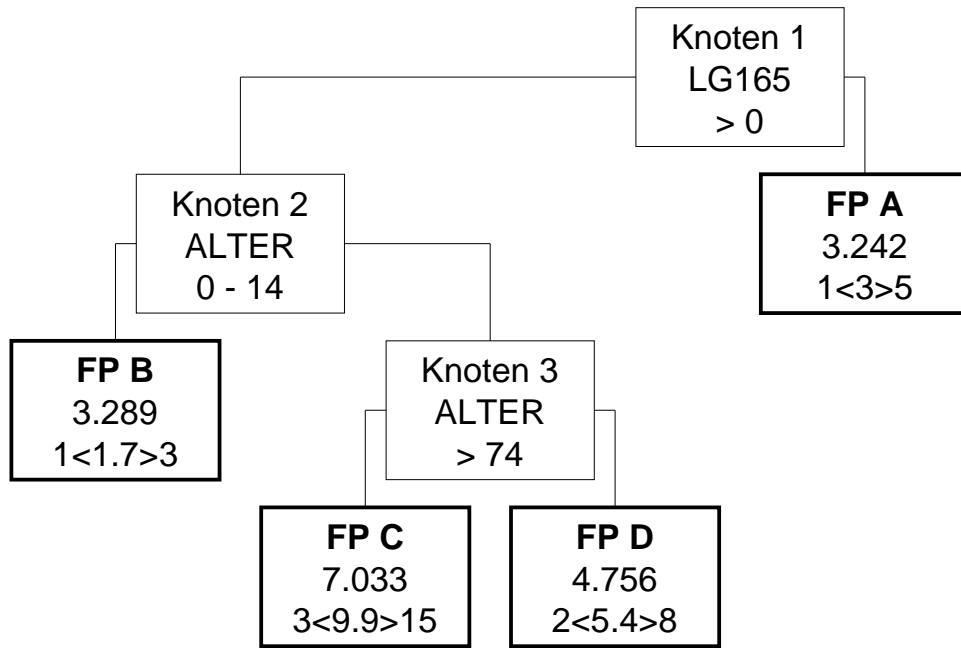 Knoten 1
LG165
> 0
Knoten 2
ALTER
0 - 14
FP A
3.242
1<3>5
FP B
3.289
1<1.7>3
Knoten 3
ALTER
> 74
FP C
7.033
3<9.9>15
FP D
4.756
2<5.4>8